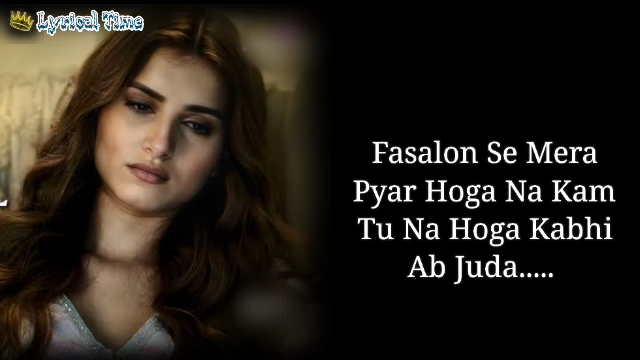 Lyrical Time
Fasalon Se Mera
Pyar Hoga Na Kam
Tu Na Hoga Kabhi
Ab Juda.....